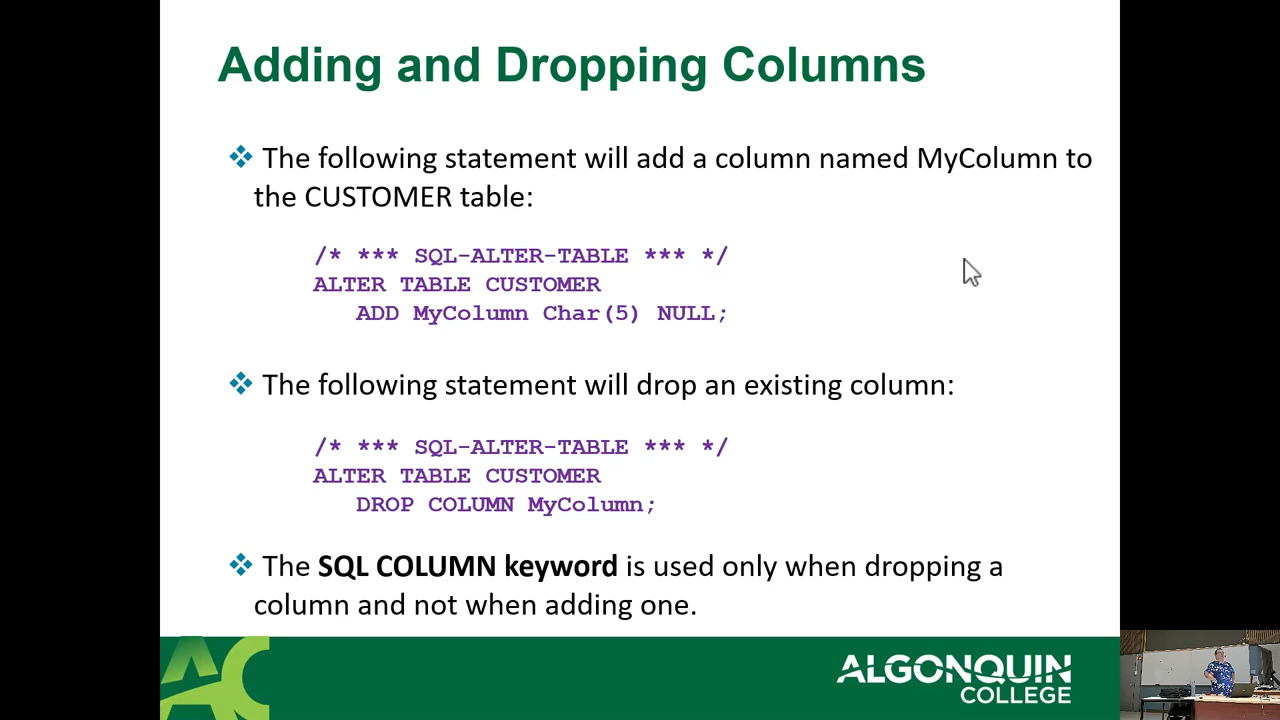 Adding and Dropping Columns
❖ The following statement will add a column named MyColumn to
the CUSTOMER table:
/* *** SQL-ALTER-TABLE *** */
ALTER TABLE CUSTOMER
ADD MyColumn Char(5) NULL;
❖ The following statement will drop an existing column:
/* *** SQL-ALTER-TABLE *** */
ALTER TABLE CUSTOMER
DROP COLUMN MyColumn;
❖ The SQL COLUMN keyword is used only when dropping a
column and not when adding one.
AC
ALGONQUIN
COLLEGE